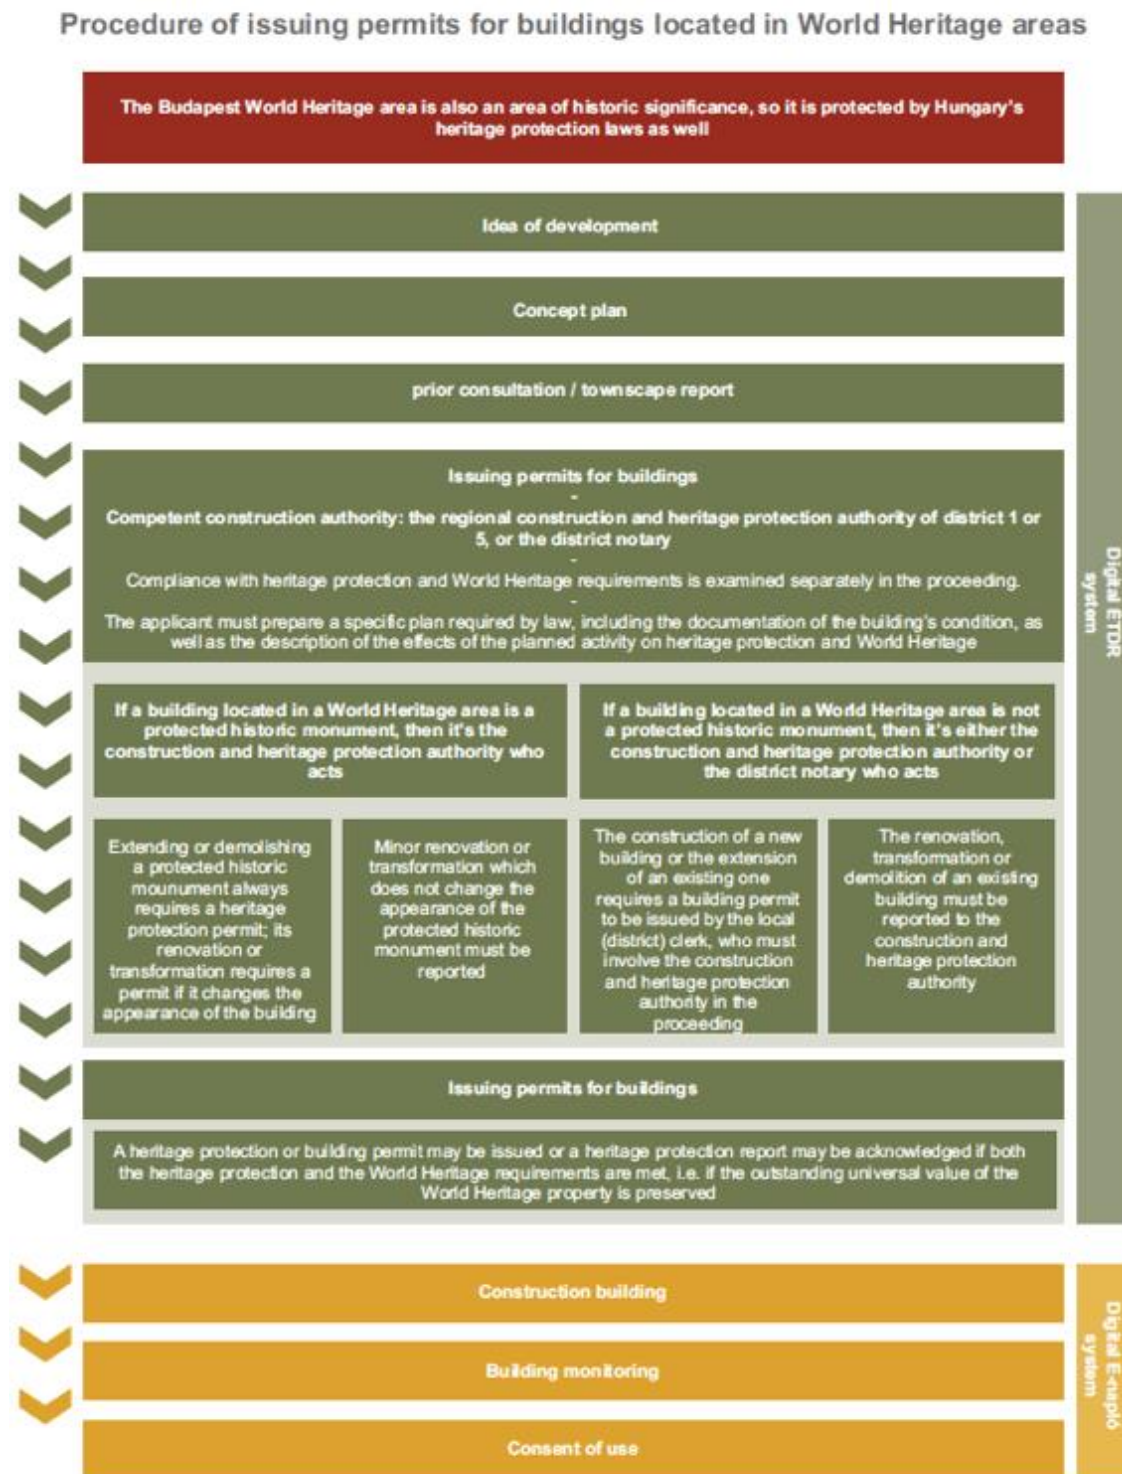 Procedure of issuing permits for buildings located in World Heritage areas
The Budapest World Heritage area is also an area of historic significance, so it is protected by Hungary's
heritage protection laws as well
Idea of development
Concept plan
prior consultation / townscape report
Issuing permits for buildings
-
Competent construction authority: the regional construction and heritage protection authority of district 1 or
5, or the district notary
-
Compliance with heritage protection and World Heritage requirements is examined separately in the proceeding.
-
The applicant must prepare a specific plan required by law, including the documentation of the building's condition, as
well as the description of the effects of the planned activity on heritage protection and World Heritage
If a building located in a World Heritage area is a
protected historic monument, then it's the
construction and heritage protection authority who
acts
If a building located in a World Heritage area is not
a protected historic monument, then it's either the
construction and heritage protection authority or
the district notary who acts
Extending or demolishing
a protected historic
mounument always
requires a heritage
protection permit; its
renovation or
transformation requires a
permit if it changes the
appearance of the building
Minor renovation or
transformation which
does not change the
appearance of the
protected historic
monument must be
reported
The construction of a new
building or the extension
of an existing one
requires a building permit
to be issued by the local
(district) clerk, who must
involve the construction
and heritage protection
authority in the
proceeding
The renovation,
transformation or
demolition of an existing
building must be
reported to the
construction and
heritage protection
authority
Issuing permits for buildings
A heritage protection or building permit may be issued or a heritage protection report may be acknowledged if both
the heritage protection and the World Heritage requirements are met, i.e. if the outstanding universal value of the
World Heritage property is preserved
Digital ETDR
system
Construction building
Building monitoring
Consent of use
Digital E-napló
system